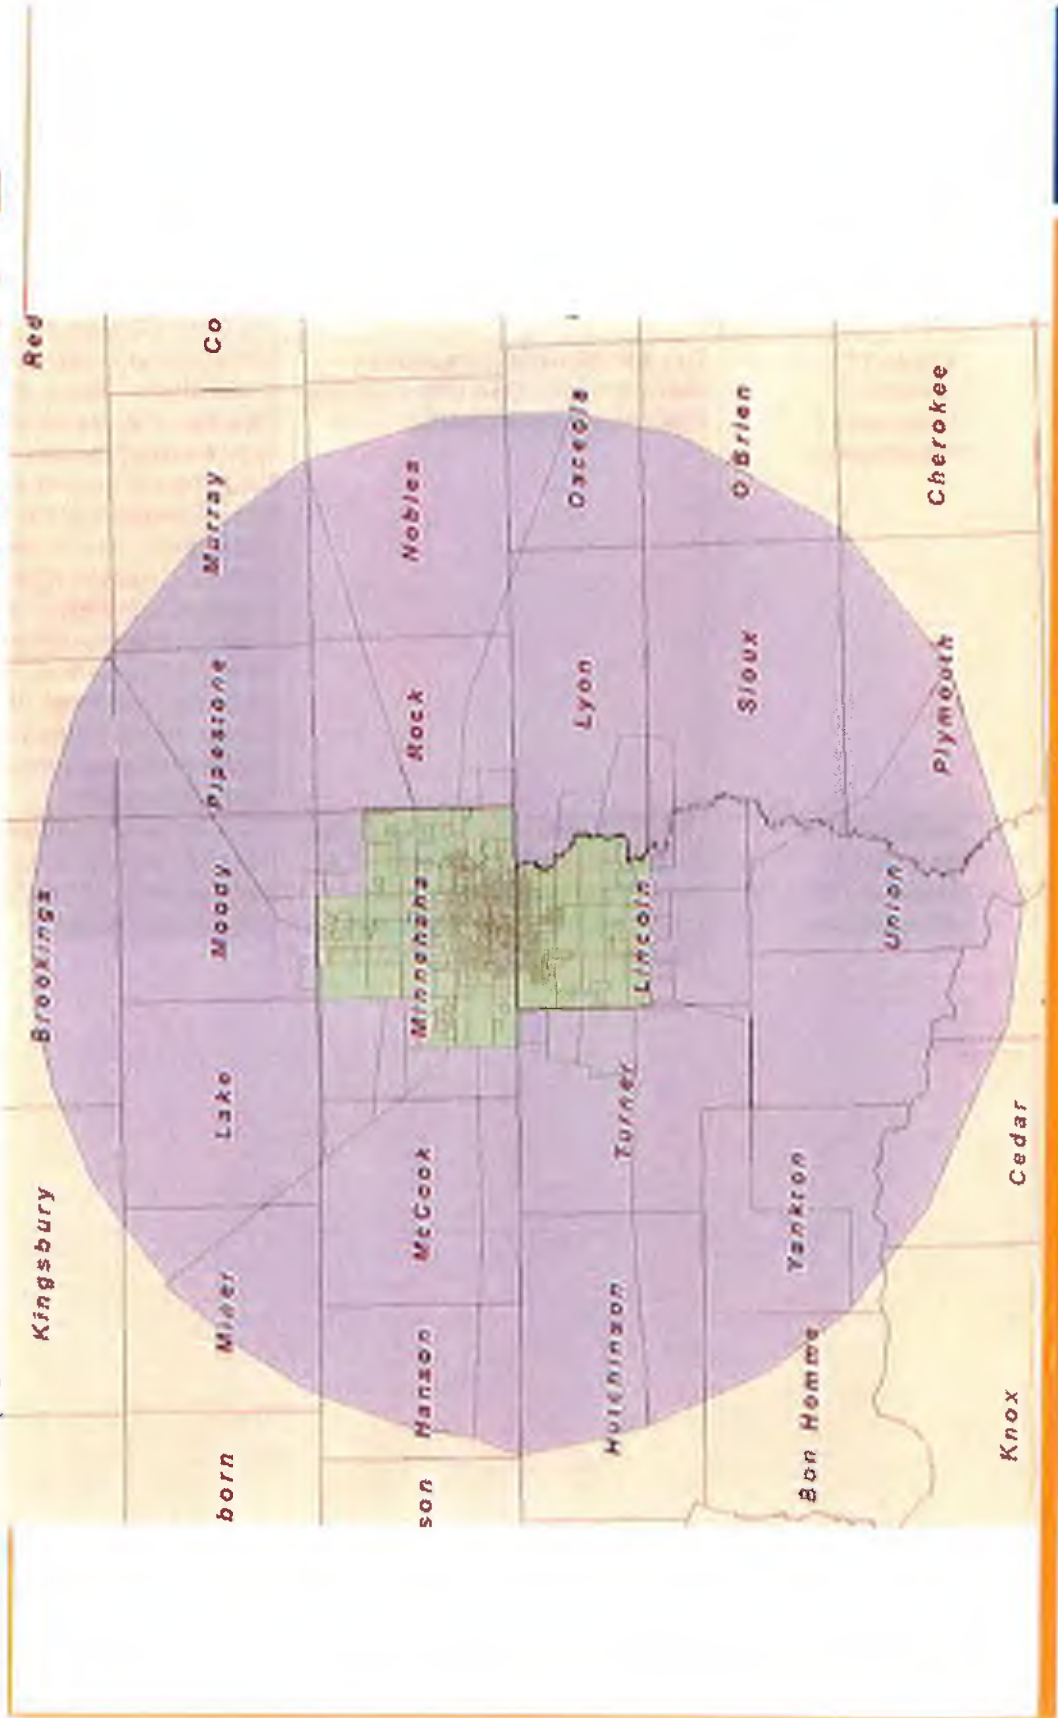 Kingsbury
Brookings
Red
born
Miner
Lake
Moody
Pipestone
Murray
Co
son
Hanson
McCook
Minnehaha
Rock
Nobles
Hutchinson
Turner
Lincoln
Lyon
Osceola
Bon Homme
Yankton
Union
Sioux
O'Brien
Knox
Cedar
Plymouth
Cherokee